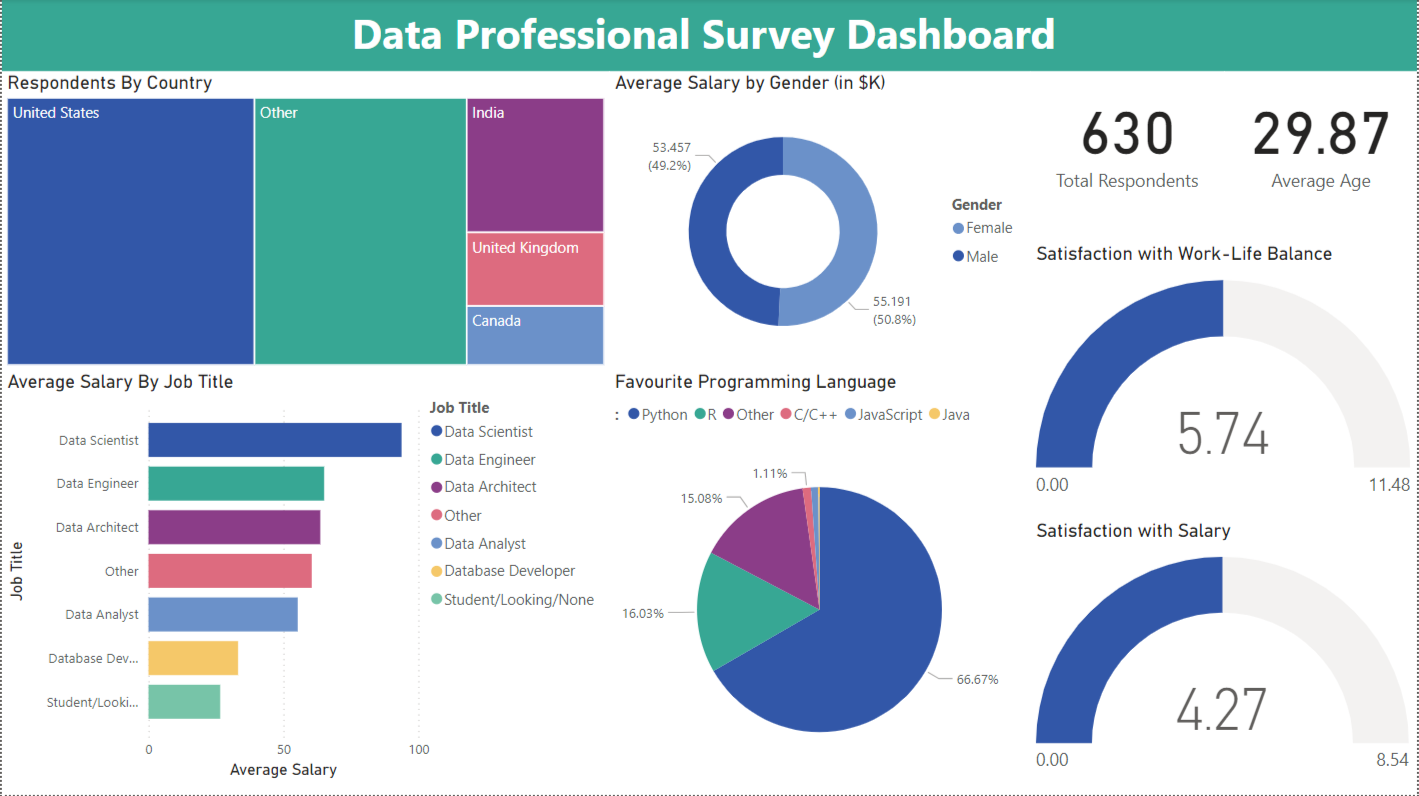 Data Professional Survey Dashboard
Respondents By Country
United States
Other
India
United Kingdom
Canada
Average Salary by Gender (in $K)
53.457
(49.2%)
55.191
(50.8%)
Gender
Female
Male
630
Total Respondents
29.87
Average Age
Satisfaction with Work-Life Balance
5.74
0.00
11.48
Average Salary By Job Title
Job Title
Data Scientist
Data Engineer
Data Architect
Other
Data Analyst
Database Dev...
Student/Looki...
0
50
100
Average Salary
Job Title
Data Scientist
Data Engineer
Data Architect
Other
Data Analyst
Database Developer
Student/Looking/None
Favourite Programming Language
: Python R Other C/C++ JavaScript Java
1.11%
15.08%
16.03%
66.67%
Satisfaction with Salary
4.27
0.00
8.54